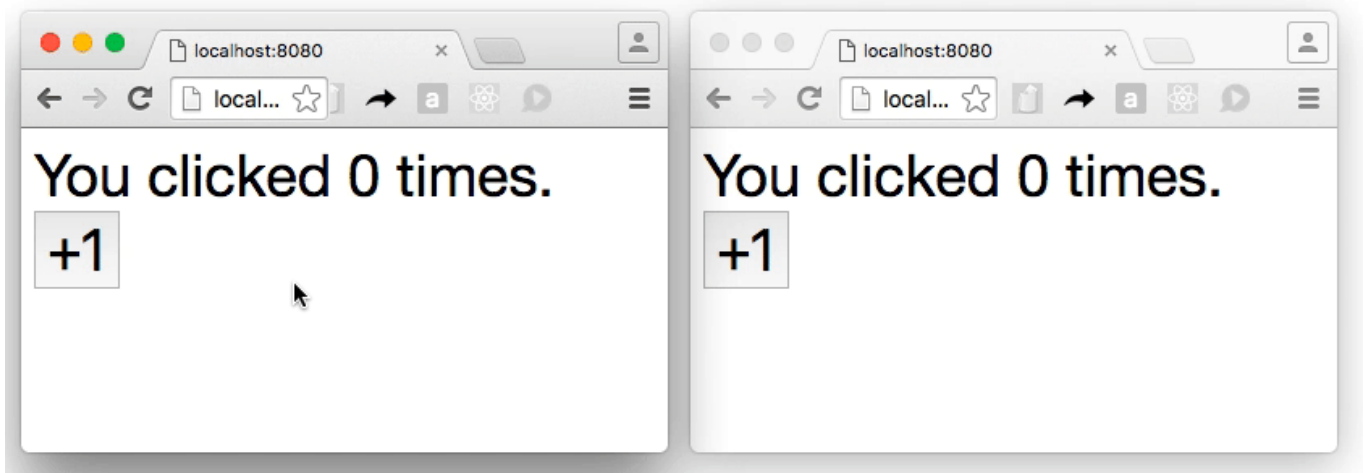 localhost:8080
local...
a
You clicked 0 times.
+1
localhost:8080
local...
a
You clicked 0 times.
+1